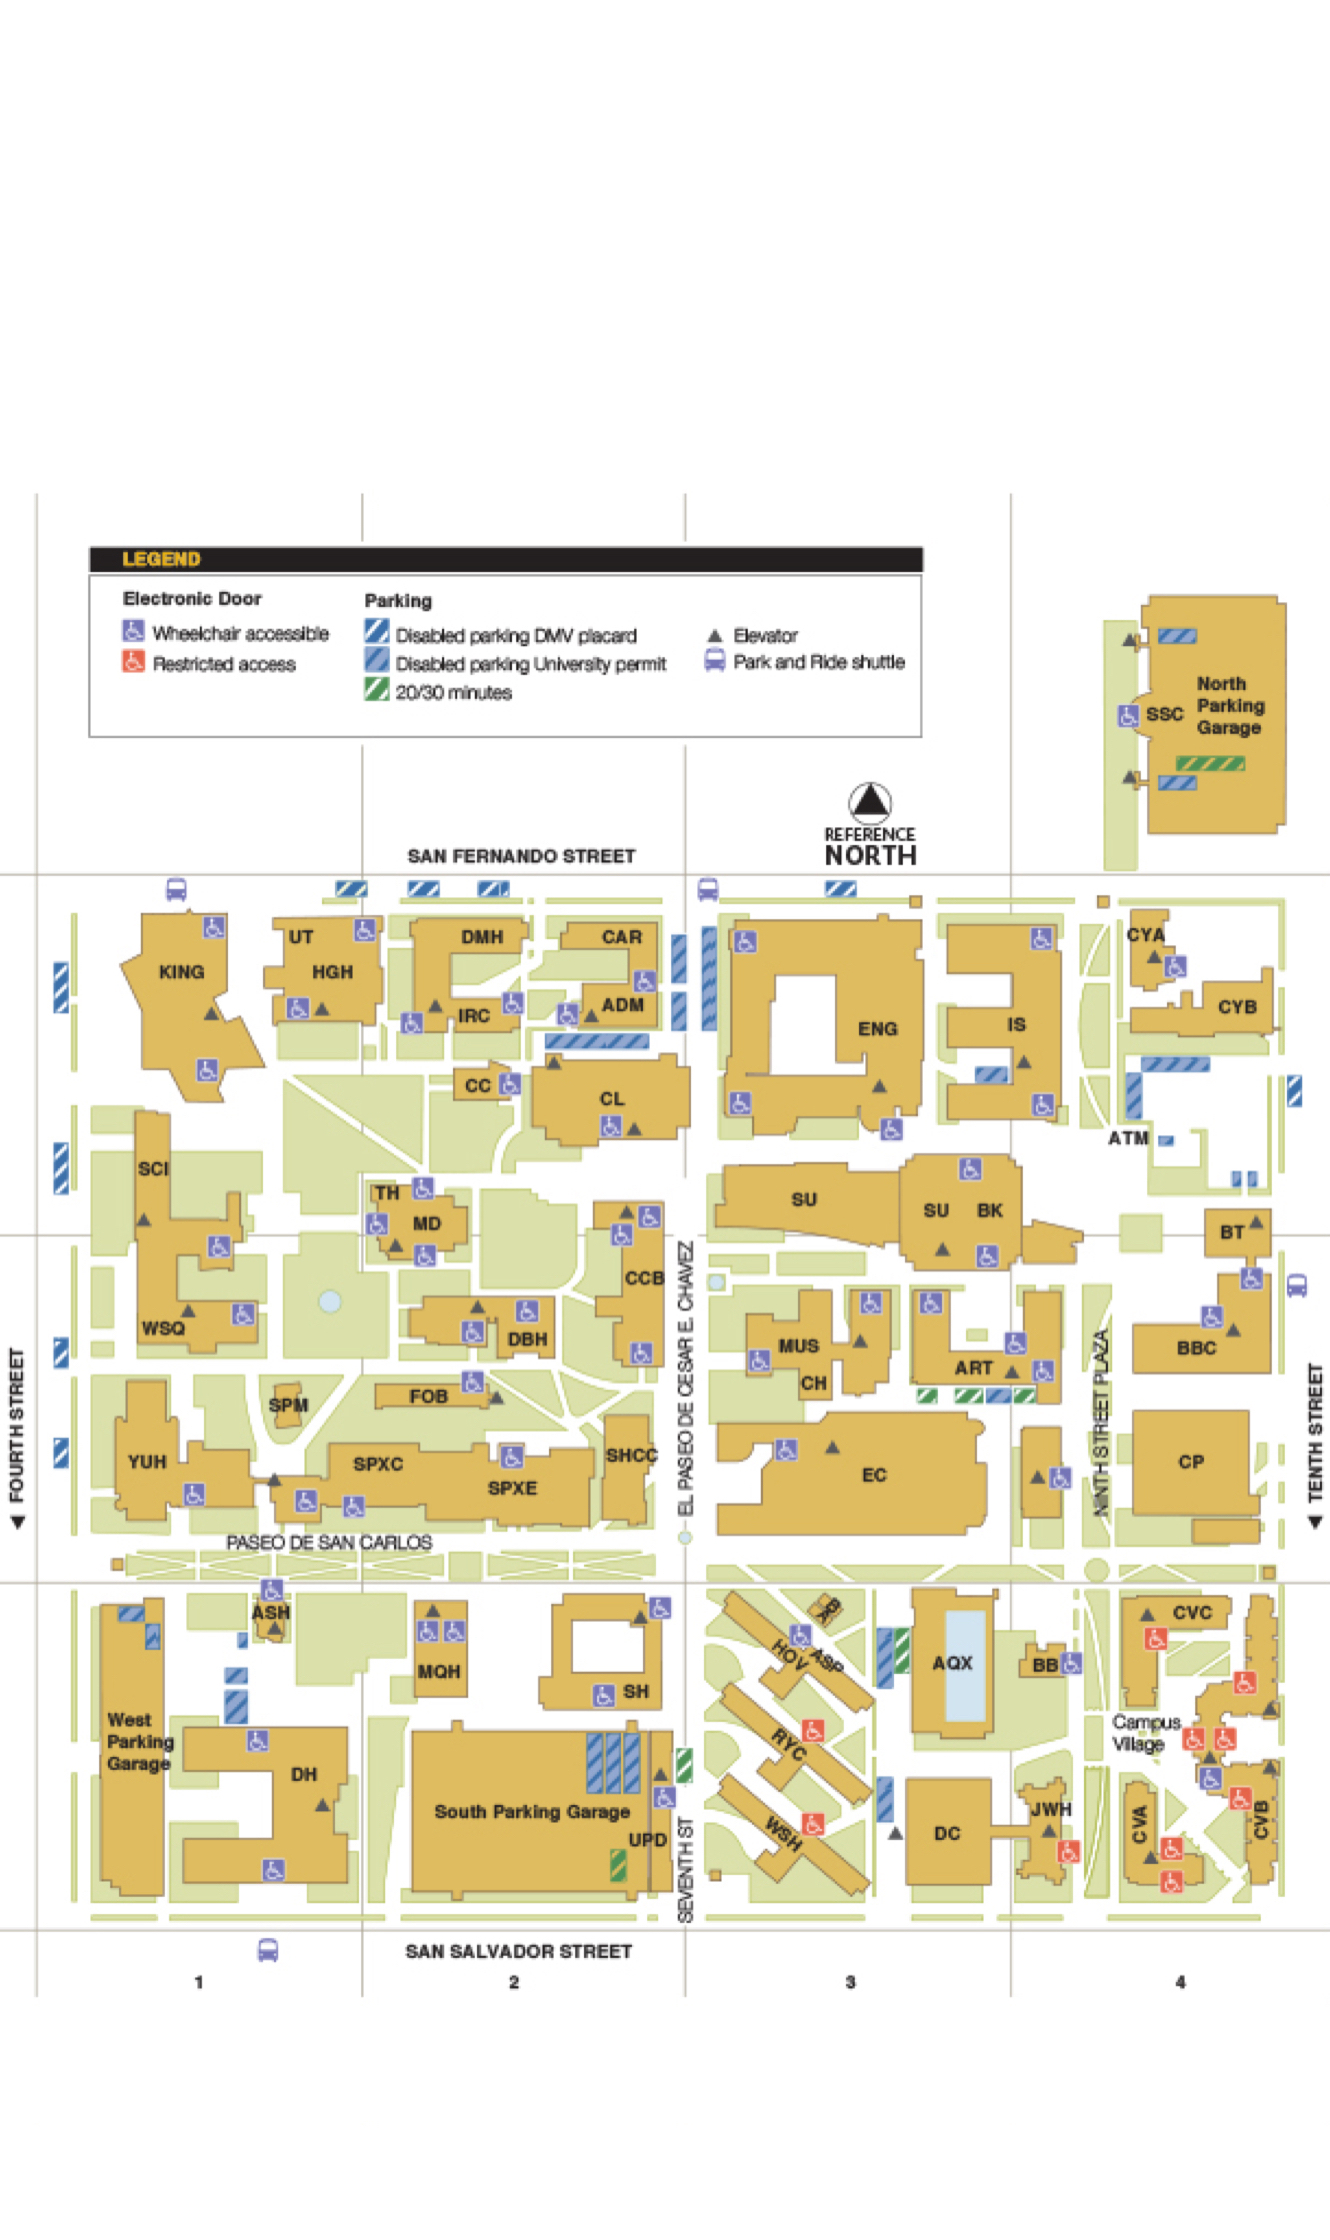 LEGEND
Electronic Door
Wheelchair accessible
Restricted access
Parking
Disabled parking DMV placard
Disabled parking University permit
20/30 minutes
Elevator
Park and Ride shuttle
North
Parking
Garage
SSC
REFERENCE
NORTH
SAN FERNANDO STREET
KING
UT
HGH
DMH
IRC
CAR
ADM
CC
CL
ENG
IS
CYA
CYB
ATM
SCI
TH
MD
SU
SU
BK
BT
CCB
WSQ
DBH
MUS
CH
ART
BBC
SPM
FOB
YUH
SPXC
SPXE
SHCC
EC
CP
FOURTH STREET
EL PASEO DE CESAR E. CHAVEZ
NINTH STREET PLAZA
TENTH STREET
PASEO DE SAN CARLOS
ASH
MQH
SH
B
A
HOV
ASP
AQX
BB
CVC
West
Parking
Garage
DH
RYC
Campus
Village
South Parking Garage
UPD
WSH
DC
JWH
CVA
CVB
SEVENTH ST
SAN SALVADOR STREET
1
2
3
4